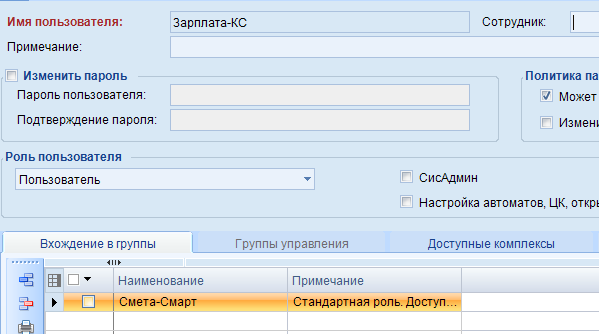 Имя пользователя: Зарплата-КС Сотрудник:
Примечание:
Изменить пароль Политика па
Пароль пользователя: Может
Подтверждение пароля: Измени
Роль пользователя
Пользователь СисАдмин
Настройка автоматов, ЦК, откры
Вхождение в группы Группы управления Доступные комплексы
Наименование Примечание
Смета-Смарт Стандартная роль. Доступ...